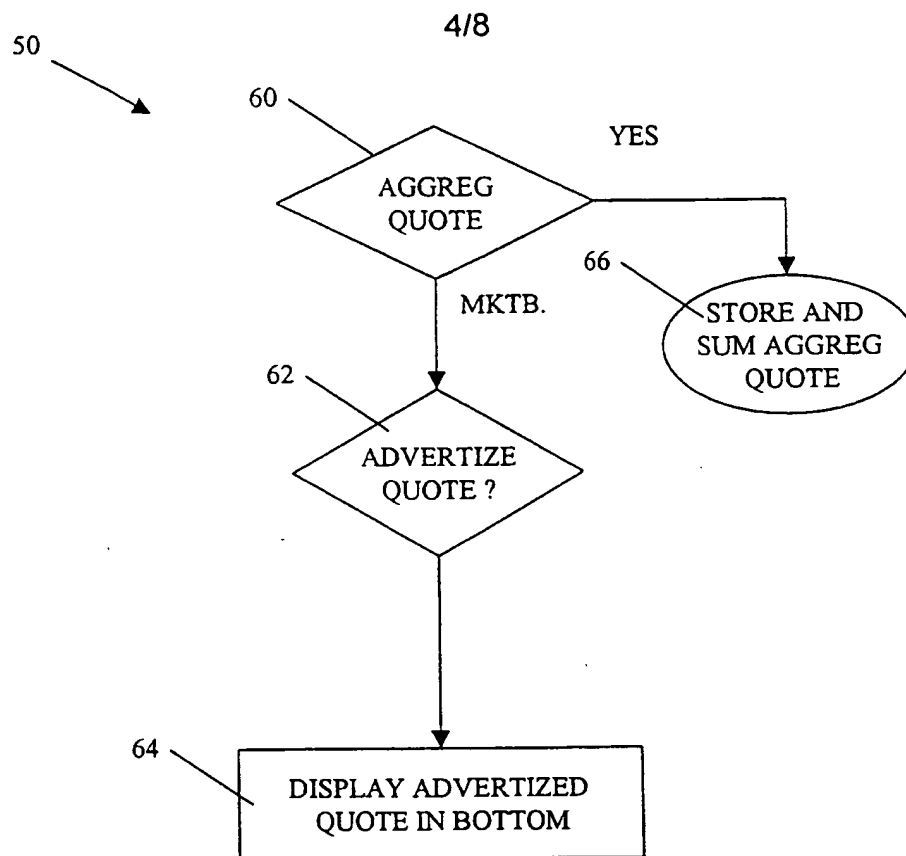 4/8
50
60
YES
AGGREG
QUOTE
66
MKTB.
STORE AND
SUM AGGREG
QUOTE
62
ADVERTIZE
QUOTE ?
64
DISPLAY ADVERTIZED
QUOTE IN BOTTOM